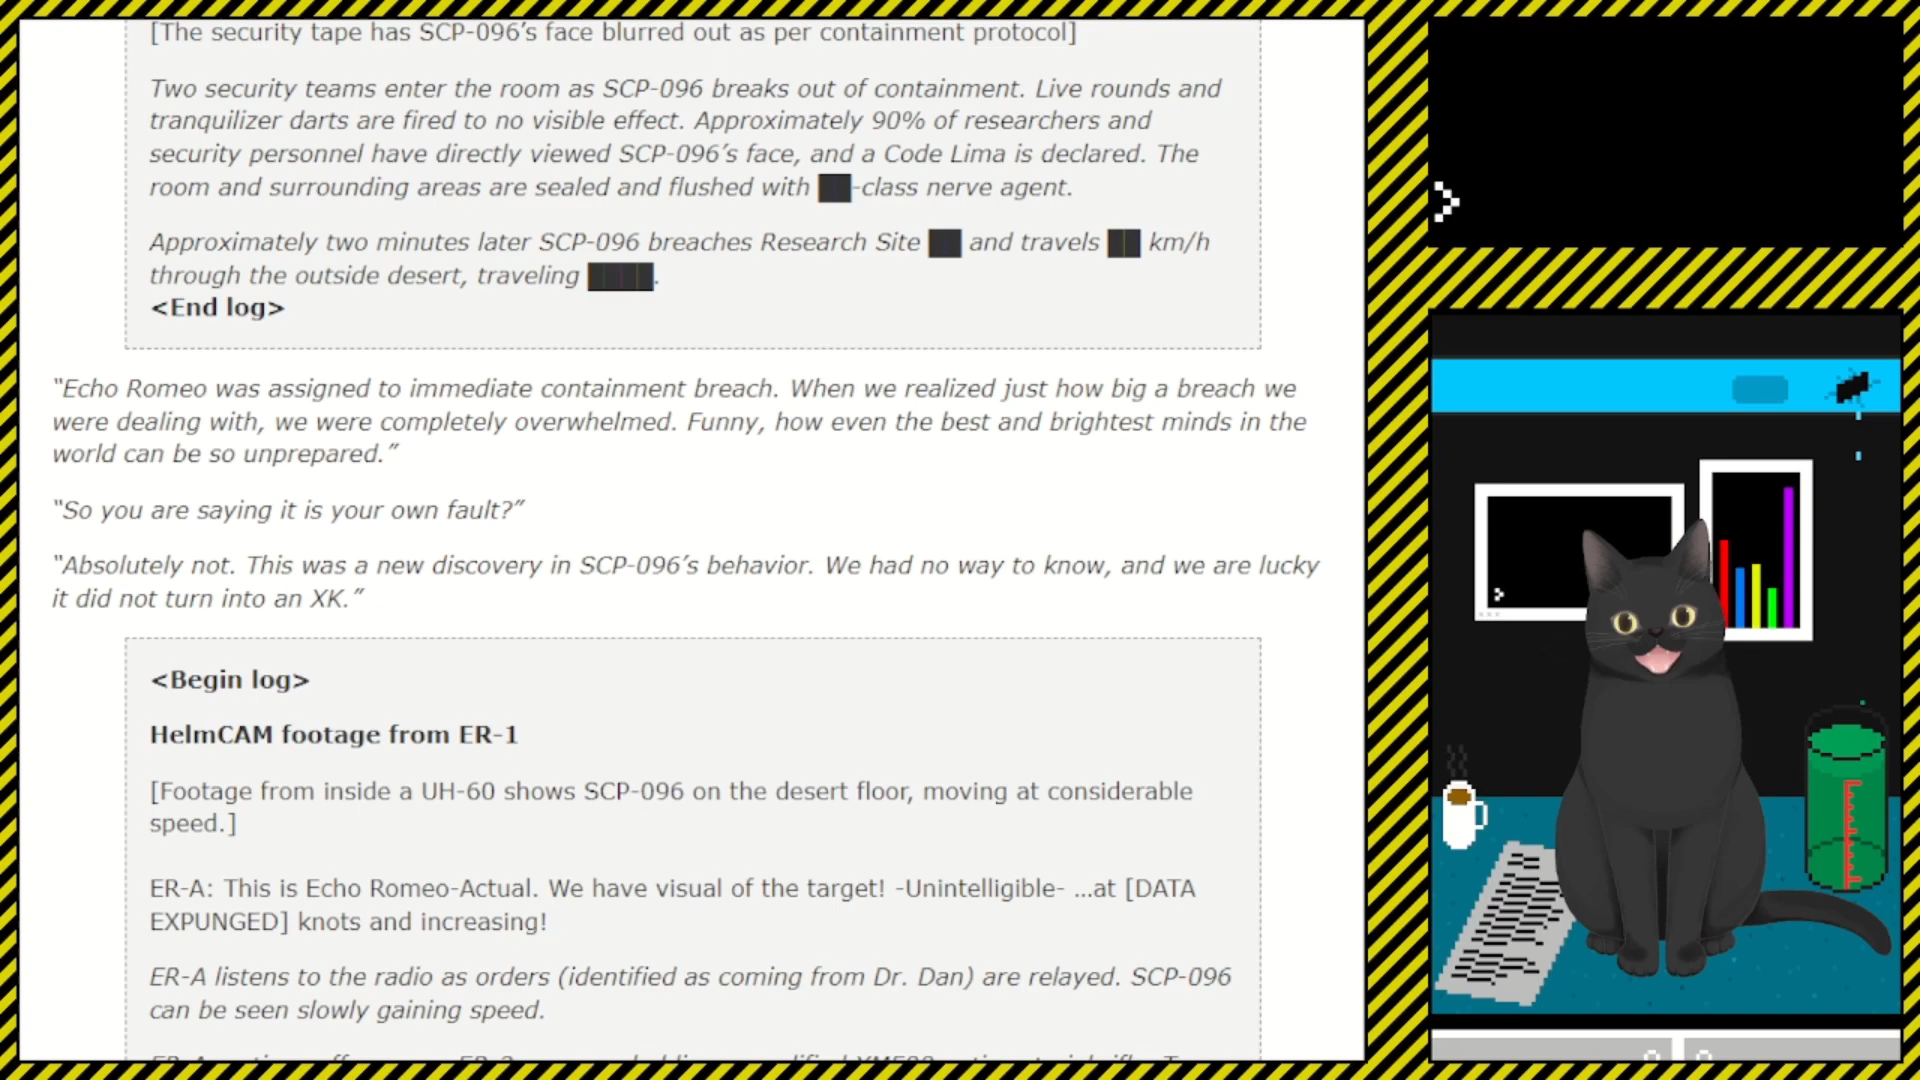 [The security tape has SCP-096’s face blurred out as per containment protocol]
Two security teams enter the room as SCP-096 breaks out of containment. Live rounds and
tranquilizer darts are fired to no visible effect. Approximately 90% of researchers and
security personnel have directly viewed SCP-096’s face, and a Code Lima is declared. The
room and surrounding areas are sealed and flushed with ██-class nerve agent.
Approximately two minutes later SCP-096 breaches Research Site ██ and travels ██ km/h
through the outside desert, traveling ████.
<End log>
“Echo Romeo was assigned to immediate containment breach. When we realized just how big a breach we
were dealing with, we were completely overwhelmed. Funny, how even the best and brightest minds in the
world can be so unprepared.”
“So you are saying it is your own fault?”
“Absolutely not. This was a new discovery in SCP-096’s behavior. We had no way to know, and we are lucky
it did not turn into an XK.”
<Begin log>
HelmCAM footage from ER-1
[Footage from inside a UH-60 shows SCP-096 on the desert floor, moving at considerable
speed.]
ER-A: This is Echo Romeo-Actual. We have visual of the target! -Unintelligible- …at [DATA
EXPUNGED] knots and increasing!
ER-A listens to the radio as orders (identified as coming from Dr. Dan) are relayed. SCP-096
can be seen slowly gaining speed.